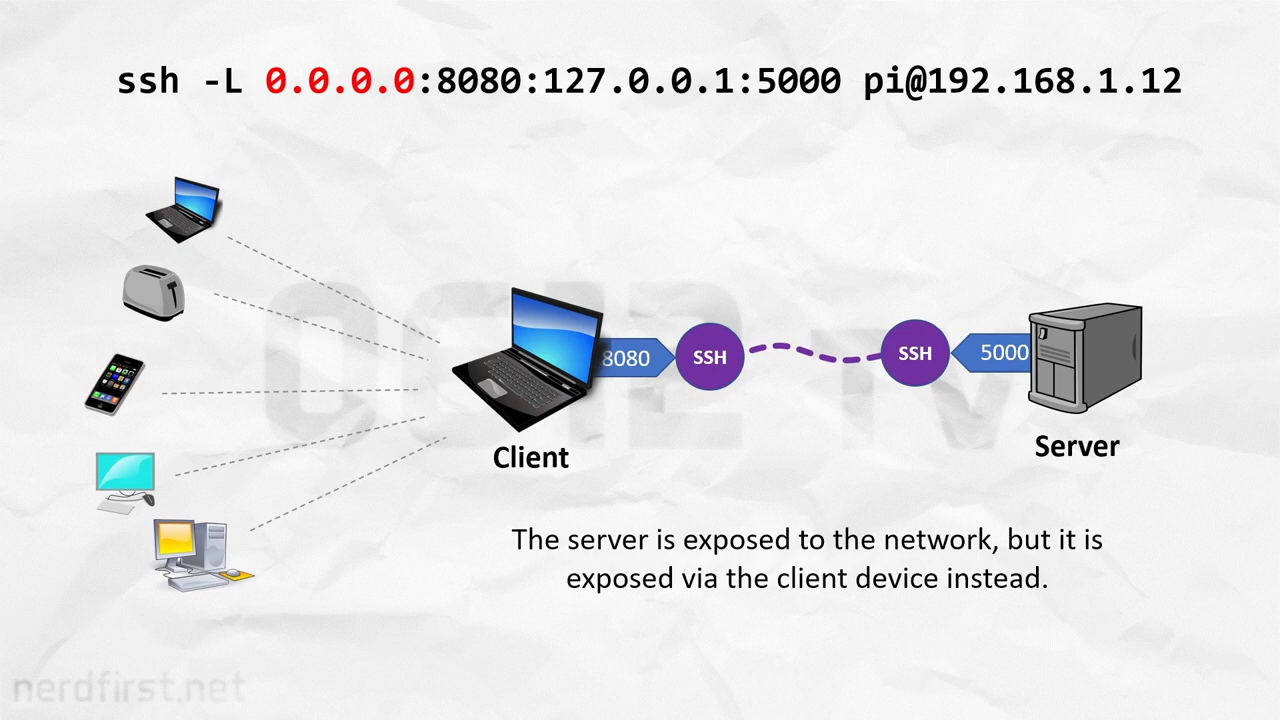 ssh -L 0.0.0.0:8080:127.0.0.1:5000 pi@192.168.1.12
8080
SSH
SSH
5000
Client
Server
The server is exposed to the network, but it is
exposed via the client device instead.
nerdfirst.net